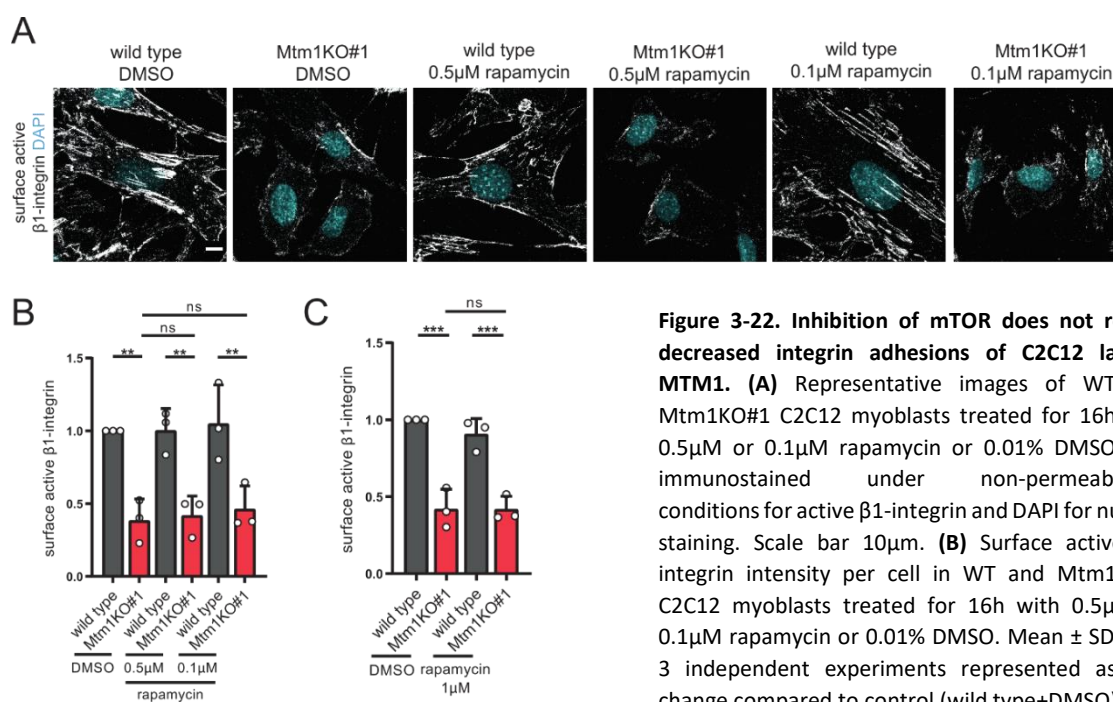 A
wild type
DMSO
Mtm1KO#1
DMSO
wild type
0.5µM rapamycin
Mtm1KO#1
0.5µM rapamycin
wild type
0.1µM rapamycin
Mtm1KO#1
0.1µM rapamycin
surface active
β1-integrin DAPI
B
ns
ns
** ** **
surface active β1-integrin
1.5
1.0
0.5
0.0
wild type
Mtm1KO#1
wild type
Mtm1KO#1
wild type
Mtm1KO#1
DMSO 0.5µM 0.1µM
rapamycin
C
ns
*** ***
surface active β1-integrin
1.5
1.0
0.5
0.0
wild type
Mtm1KO#1
wild type
Mtm1KO#1
DMSO rapamycin
1µM
Figure 3-22. Inhibition of mTOR does not r
decreased integrin adhesions of C2C12 la
MTM1. (A) Representative images of WT
Mtm1KO#1 C2C12 myoblasts treated for 16h
0.5µM or 0.1µM rapamycin or 0.01% DMSO
immunostained under non-permeab
conditions for active β1-integrin and DAPI for nu
staining. Scale bar 10µm. (B) Surface active
integrin intensity per cell in WT and Mtm1
C2C12 myoblasts treated for 16h with 0.5µ
0.1µM rapamycin or 0.01% DMSO. Mean ± SD
3 independent experiments represented as
change compared to control (wild type+DMSO)